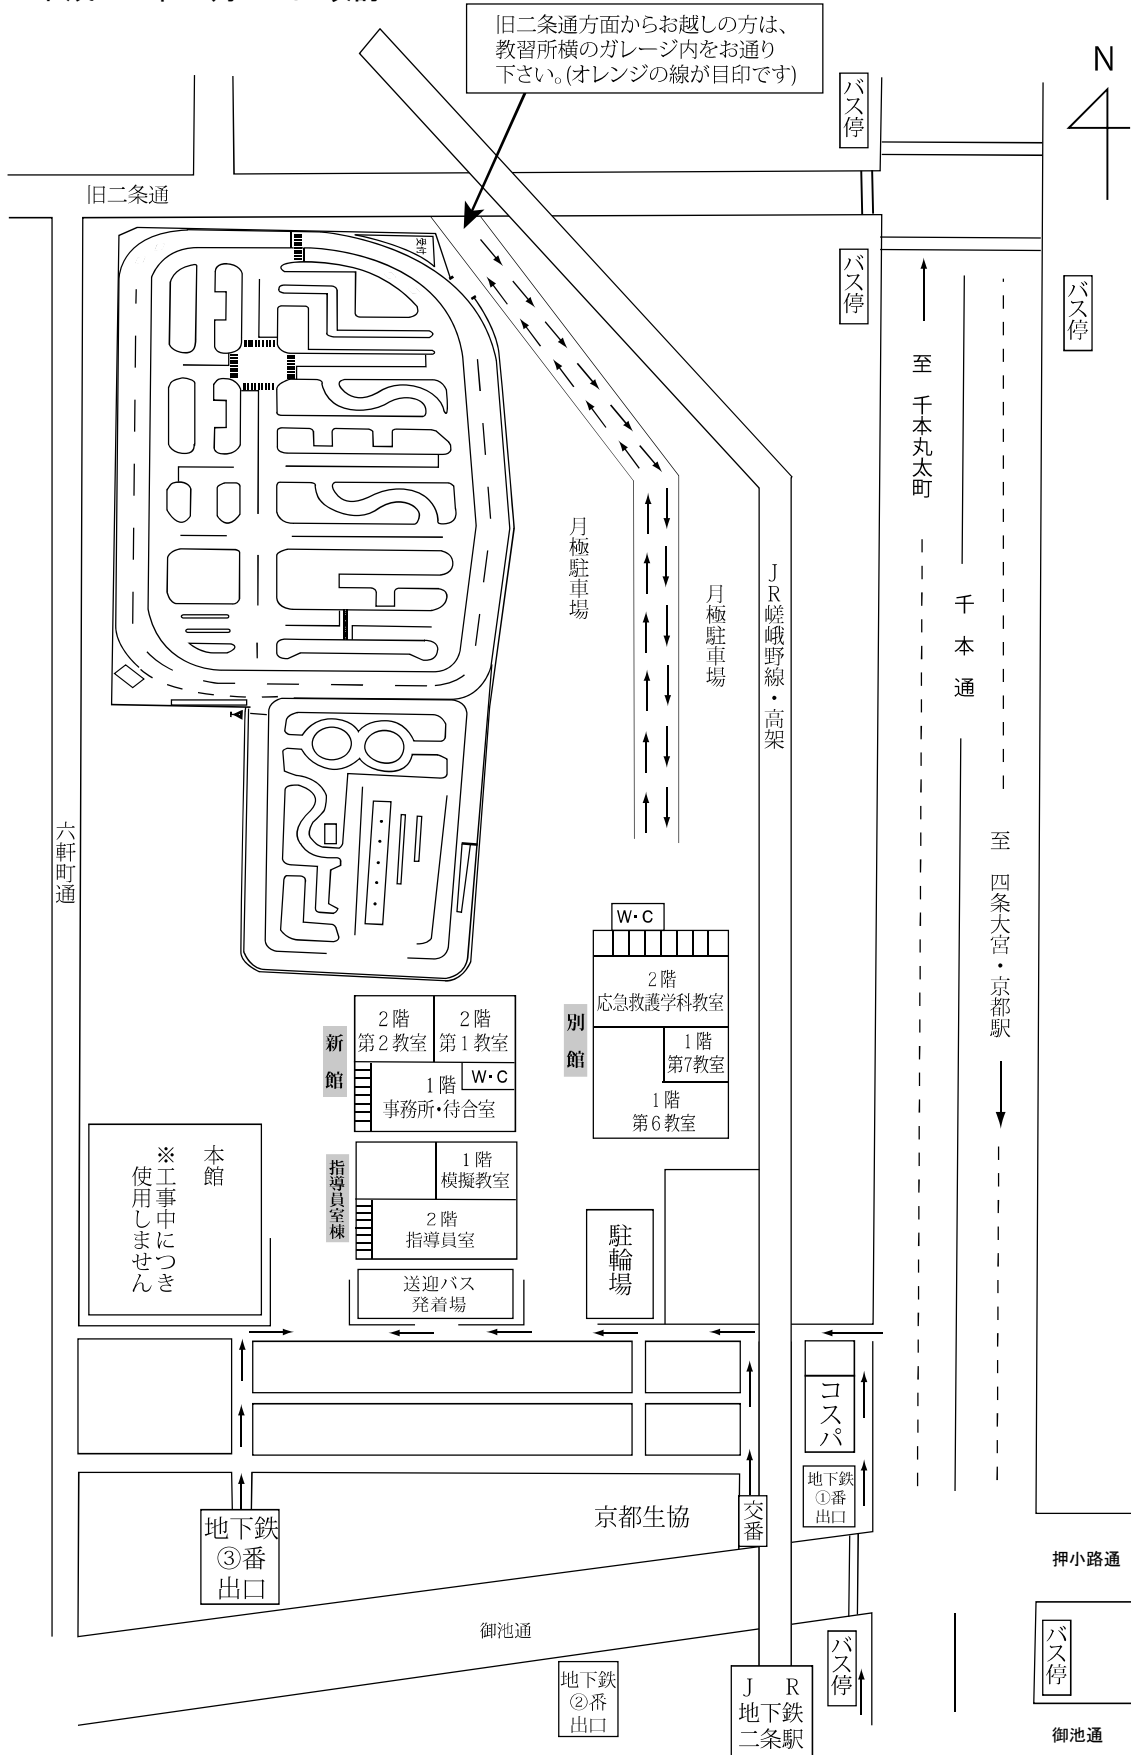 旧二条通方面からお越しの方は、
教習所横のガレージ内をお通り
下さい。(オレンジの線が目印です)
N
バス停
旧二条通
受付
バス停
バス停
至 千本丸太町
月極駐車場
月極駐車場
JR嵯峨野線・高架
千本通
六軒町通
至 四条大宮・京都駅
W・C
2階
応急救護学科教室
別館
1階
第7教室
1階
第6教室
新館
2階
第2教室
2階
第1教室
W・C
1階
事務所・待合室
本館
※工事中につき
使用しません
指導員室棟
1階
模擬教室
2階
指導員室
駐輪場
送迎バス
発着場
コスパ
地下鉄
①番
出口
京都生協
交番
地下鉄
③番
出口
押小路通
御池通
バス停
バス停
地下鉄
②番
出口
J R
地下鉄
二条駅
御池通